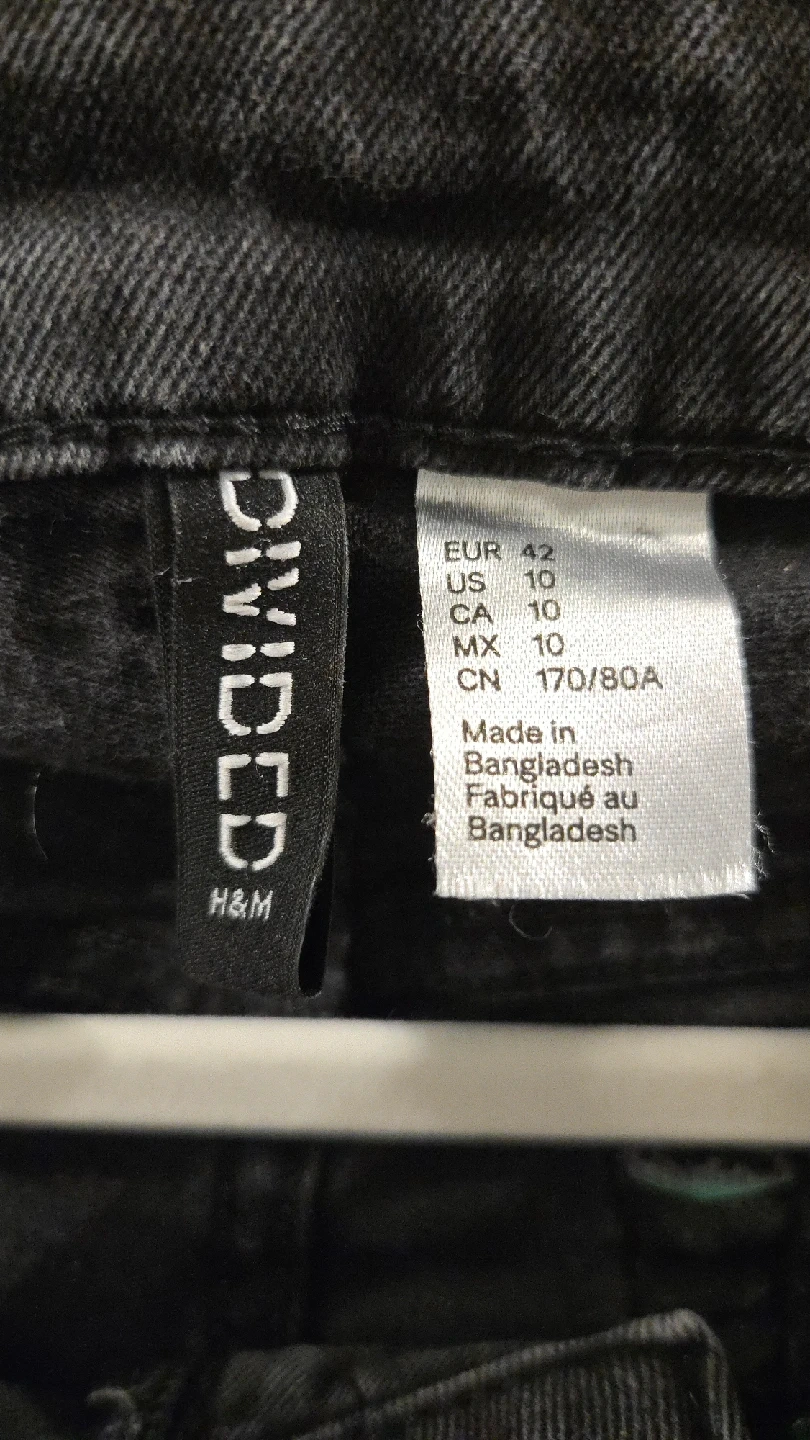 DIVIDED
H&M
EUR 42
US 10
CA 10
MX 10
CN 170/80A
Made in
Bangladesh
Fabriqué au
Bangladesh